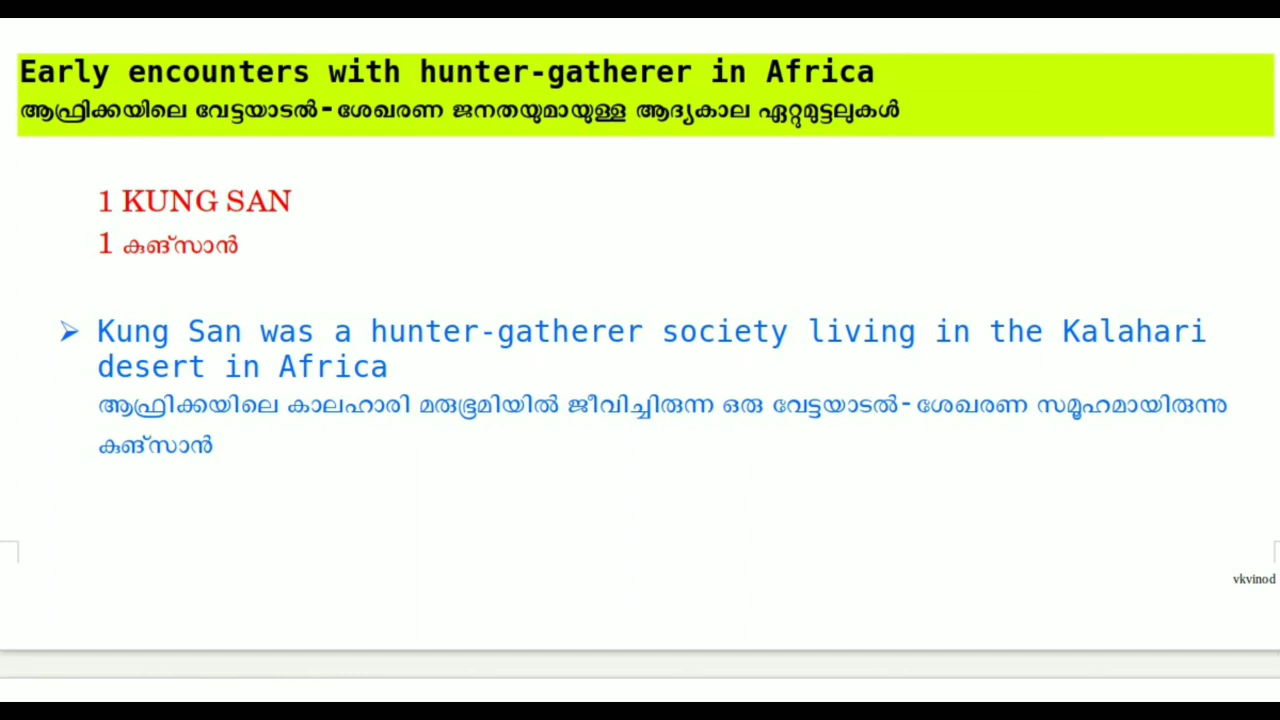 Early encounters with hunter-gatherer in Africa
ആഫ്രിക്കയിലെ വേട്ടയാടൽ-ശേഖരണ ജനതയുമായുള്ള ആദ്യകാല ഏറ്റുമുട്ടലുകൾ
1 KUNG SAN
1 കുങ്സാൻ
➢ Kung San was a hunter-gatherer society living in the Kalahari
desert in Africa
ആഫ്രിക്കയിലെ കാലഹാരി മരുഭൂമിയിൽ ജീവിച്ചിരുന്ന ഒരു വേട്ടയാടൽ-ശേഖരണ സമൂഹമായിരുന്നു
കുങ്സാൻ
vkvinod